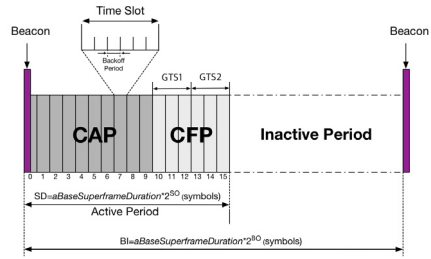 Time Slot
Beacon
Beacon
Backoff
Period
GTS1 GTS2
CAP CFP Inactive Period
0 1 2 3 4 5 6 7 8 9 10 11 12 13 14 15
SD=aBaseSuperframeDuration*2^SO (symbols)
Active Period
BI=aBaseSuperframeDuration*2^BO (symbols)